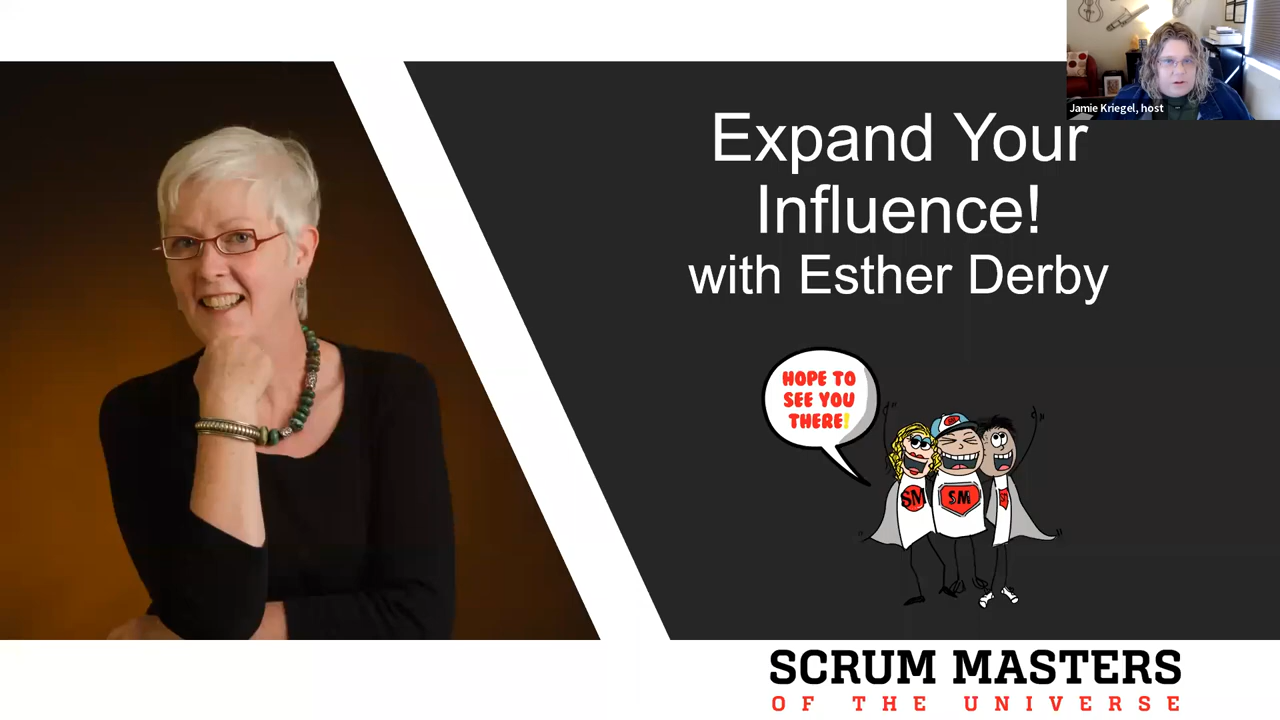 Jamie Kriegel, host
Expand Your
Influence!
with Esther Derby
HOPE TO
SEE YOU
THERE!
SM
SM
SCRUM MASTERS
OF THE UNIVERSE